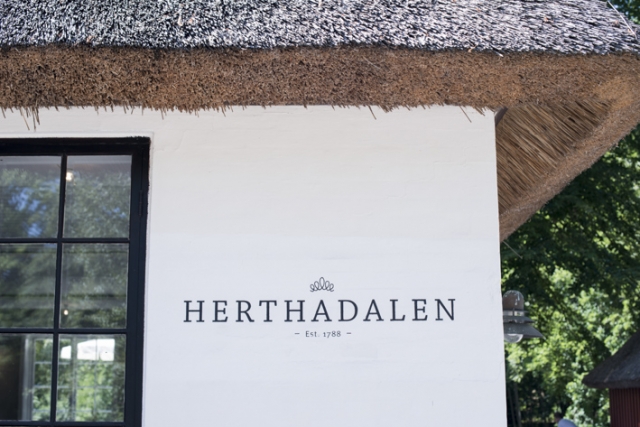 HERTHADALEN
– Est. 1788 –